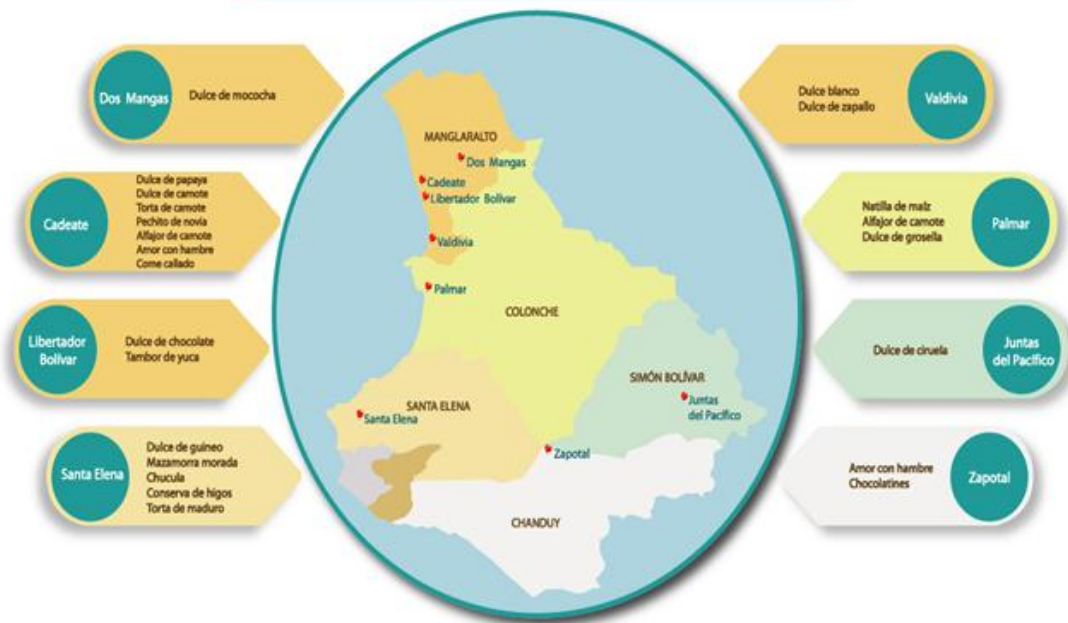 Dos Mangas
Dulce de mococha
Cadeate
Dulce de papaya
Dulce de camote
Torta de camote
Pechito de novia
Alfajor de camote
Amor con hambre
Come callado
Libertador
Bolívar
Dulce de chocolate
Tambor de yuca
Santa Elena
Dulce de guineo
Mazamorra morada
Chucula
Conserva de higos
Torta de maduro
MANGLARALTO
Dos Mangas
Cadeate
Libertador Bolívar
Valdivia
Palmar
COLONCHE
SIMÓN BOLÍVAR
Juntas
del Pacífico
SANTA ELENA
Santa Elena
Zapotal
CHANDUY
Dulce blanco
Dulce de zapallo
Valdivia
Natilla de maíz
Alfajor de camote
Dulce de grosella
Palmar
Dulce de ciruela
Juntas
del Pacífico
Amor con hambre
Chocolatines
Zapotal